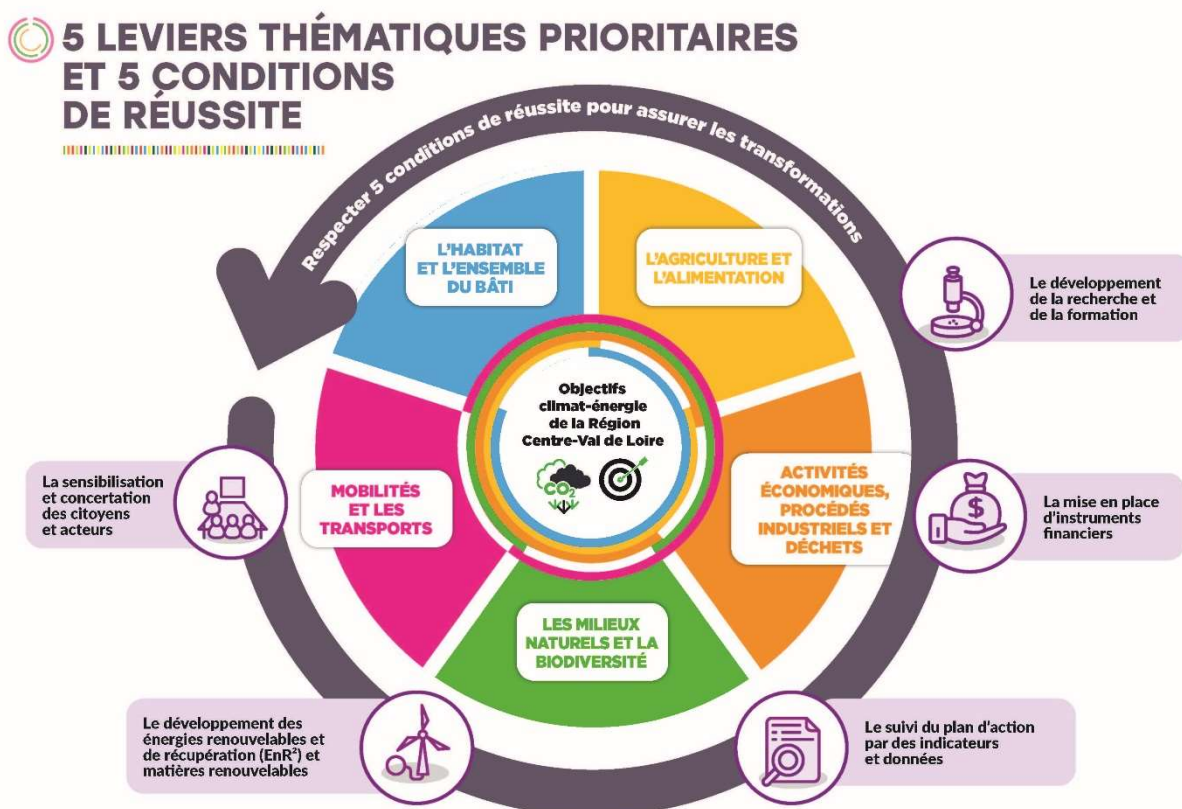 5 LEVIERS THÉMATIQUES PRIORITAIRES
ET 5 CONDITIONS
DE RÉUSSITE
Respecter 5 conditions de réussite pour assurer les transformations
L'HABITAT
ET L'ENSEMBLE
DU BÂTI
L'AGRICULTURE ET
L'ALIMENTATION
Le développement
de la recherche et
de la formation
Objectifs
climat-énergie
de la Région
Centre-Val de Loire
CO2
MOBILITÉS
ET LES
TRANSPORTS
ACTIVITÉS
ÉCONOMIQUES,
PROCÉDÉS
INDUSTRIELS ET
DÉCHETS
La sensibilisation
et concertation
des citoyens
et acteurs
$
La mise en place
d'instruments
financiers
LES MILIEUX
NATURELS ET LA
BIODIVERSITÉ
Le développement des
énergies renouvelables et
de récupération (EnR²) et
matières renouvelables
Le suivi du plan d'action
par des indicateurs
et données